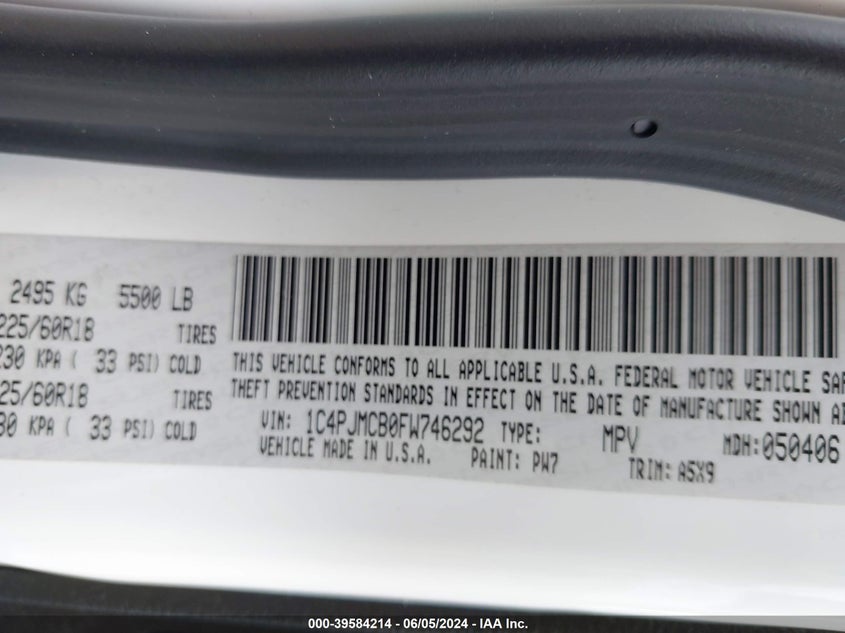 2495 KG 5500 LB
225/60R18 TIRES
230 KPA ( 33 PSI) COLD
25/60R18 TIRES
30 KPA ( 33 PSI) COLD
THIS VEHICLE CONFORMS TO ALL APPLICABLE U.S.A. FEDERAL MOTOR VEHICLE SAF
THEFT PREVENTION STANDARDS IN EFFECT ON THE DATE OF MANUFACTURE SHOWN AB
VIN: 1C4PJMCB0FW746292 TYPE: MPV MDH:050406
VEHICLE MADE IN U.S.A. PAINT: PW7 TRIM: A5X9
000-39584214 - 06/05/2024 - IAA Inc.